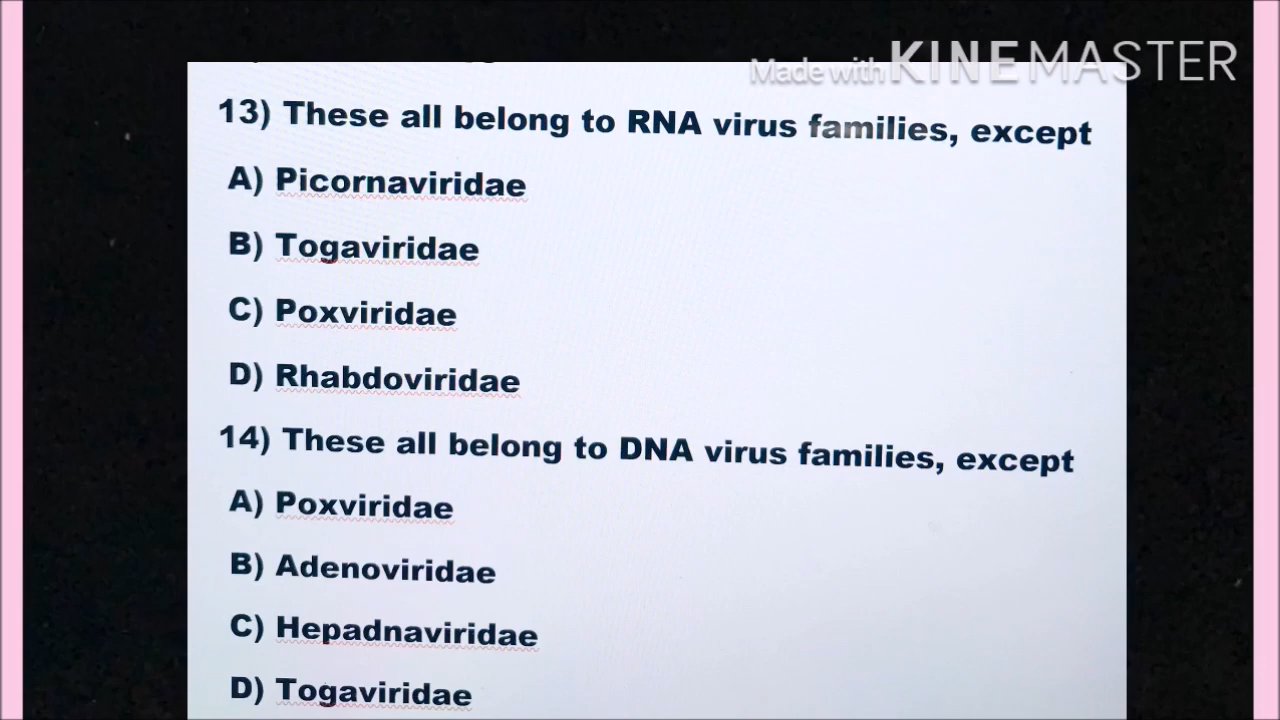 Made with KINEMASTER
13) These all belong to RNA virus families, except
A) Picornaviridae
B) Togaviridae
C) Poxviridae
D) Rhabdoviridae
14) These all belong to DNA virus families, except
A) Poxviridae
B) Adenoviridae
C) Hepadnaviridae
D) Togaviridae